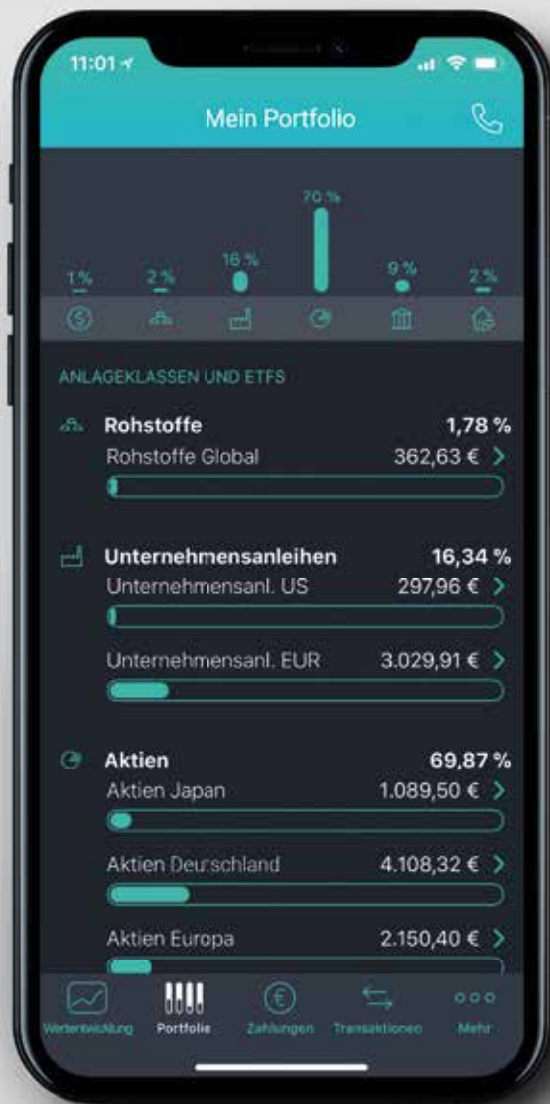 11:01
Mein Portfolio
1 % 2 % 16 % 70 % 9 % 2 %
ANLAGEKLASSEN UND ETFS
Rohstoffe 1,78 %
Rohstoffe Global 362,63 €
Unternehmensanleihen 16,34 %
Unternehmensanl. US 297,96 €
Unternehmensanl. EUR 3.029,91 €
Aktien 69,87 %
Aktien Japan 1.089,50 €
Aktien Deutschland 4.108,32 €
Aktien Europa 2.150,40 €
Wertentwicklung Portfolio Zahlungen Transaktionen Mehr